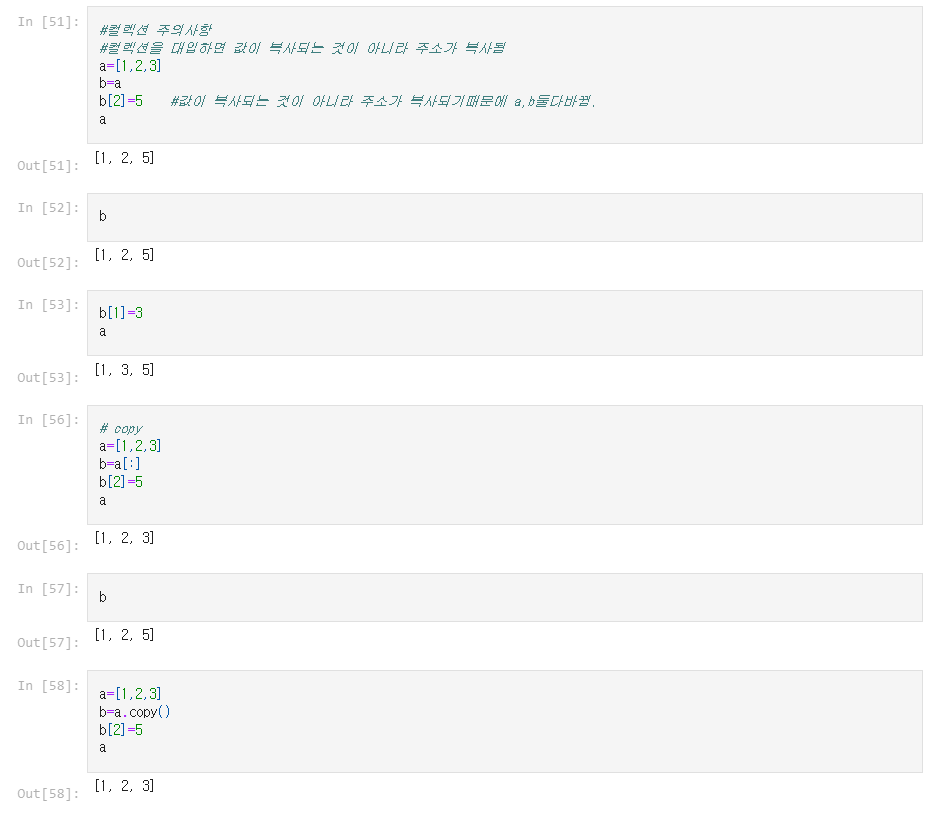 In [51]:
#컬렉션 주의사항
#컬렉션을 대입하면 값이 복사되는 것이 아니라 주소가 복사됨
a=[1,2,3]
b=a
b[2]=5    #값이 복사되는 것이 아니라 주소가 복사되기때문에 a,b둘다바뀜.
a
Out[51]: [1, 2, 5]
In [52]:
b
Out[52]: [1, 2, 5]
In [53]:
b[1]=3
a
Out[53]: [1, 3, 5]
In [56]:
# copy
a=[1,2,3]
b=a[:]
b[2]=5
a
Out[56]: [1, 2, 3]
In [57]:
b
Out[57]: [1, 2, 5]
In [58]:
a=[1,2,3]
b=a.copy()
b[2]=5
a
Out[58]: [1, 2, 3]